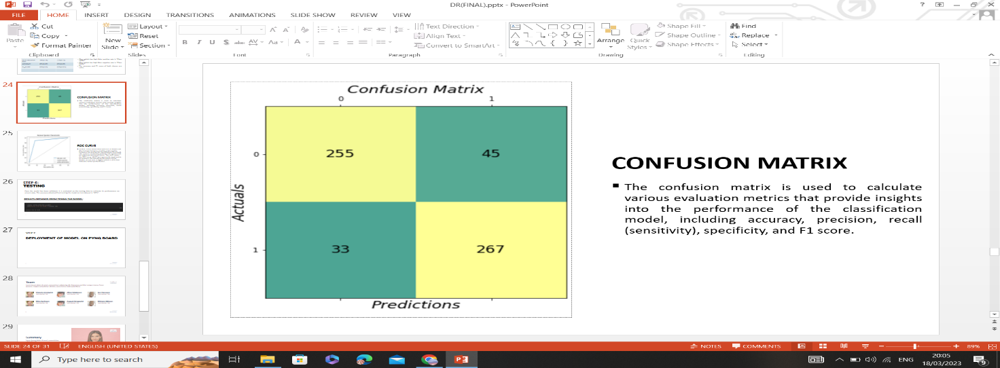 DR(FINAL).pptx - PowerPoint
FILE HOME INSERT DESIGN TRANSITIONS ANIMATIONS SLIDE SHOW REVIEW VIEW
Cut
Copy
Format Painter
Paste
Clipboard
New Slide
Layout
Reset
Section
Slides
Font
Text Direction
Align Text
Convert to SmartArt
Paragraph
Arrange
Quick Styles
Shape Fill
Shape Outline
Shape Effects
Drawing
Find
Replace
Select
Editing
24
CONFUSION MATRIX
25
ROC CURVE
26
STEP 6:
TESTING
27
DEPLOYMENT OF MODEL ON PYNQ BOARD
28
Team
29
Summary
Confusion Matrix
0 1
0 255 45
Actuals
1 33 267
Predictions
CONFUSION MATRIX
▪ The confusion matrix is used to calculate
various evaluation metrics that provide insights
into the performance of the classification
model, including accuracy, precision, recall
(sensitivity), specificity, and F1 score.
SLIDE 24 OF 31 ENGLISH (UNITED STATES) NOTES COMMENTS 89%
Type here to search
ENG
20:05
18/03/2023